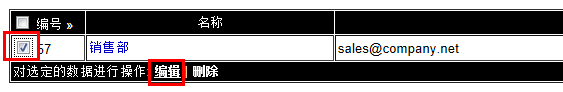 编号 » 名称
57 销售部 sales@company.net
对选定的数据进行操作: 编辑 | 删除